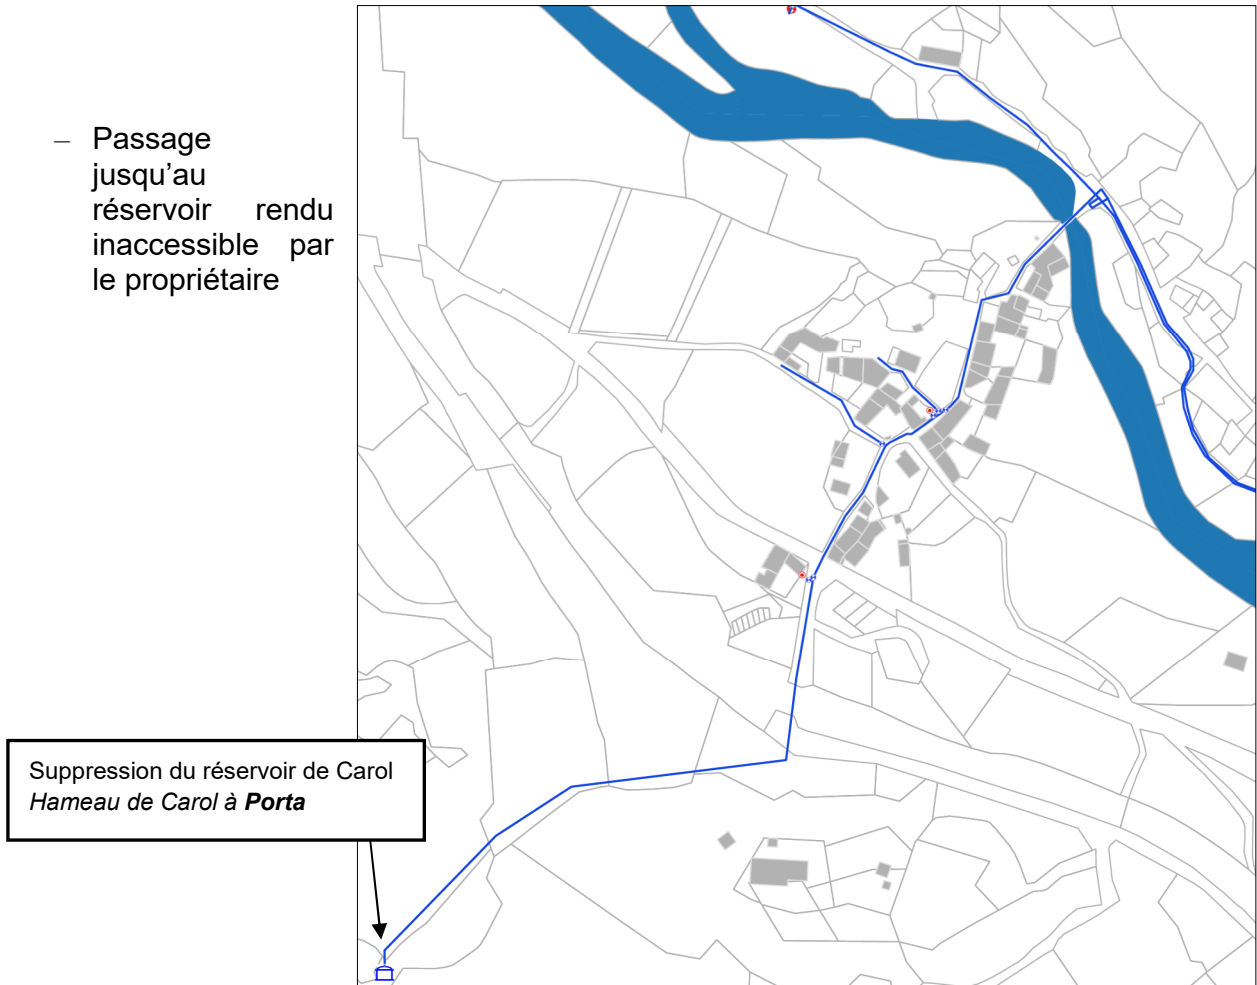 – Passage
jusqu’au
réservoir rendu
inaccessible par
le propriétaire
Suppression du réservoir de Carol
Hameau de Carol à Porta